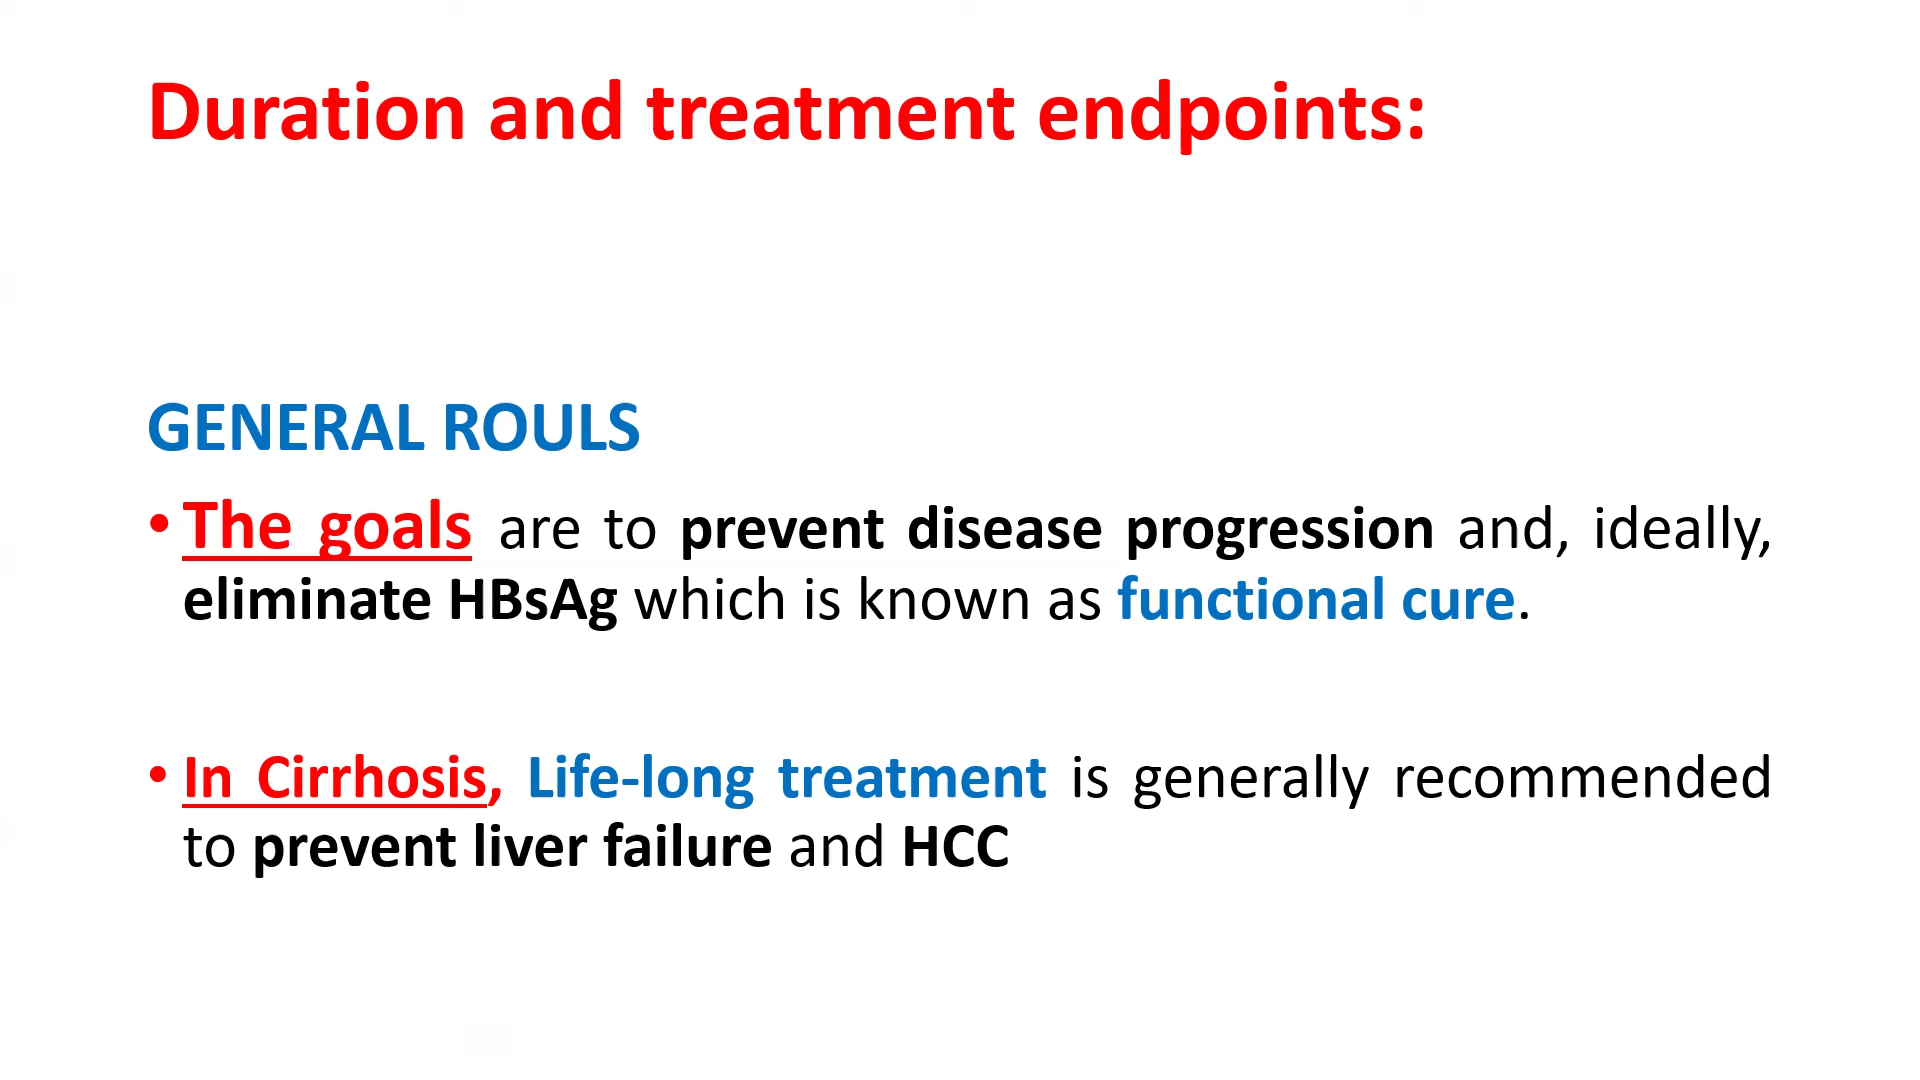 Duration and treatment endpoints:
GENERAL ROULS
• The goals are to prevent disease progression and, ideally,
eliminate HBsAg which is known as functional cure.
• In Cirrhosis, Life-long treatment is generally recommended
to prevent liver failure and HCC